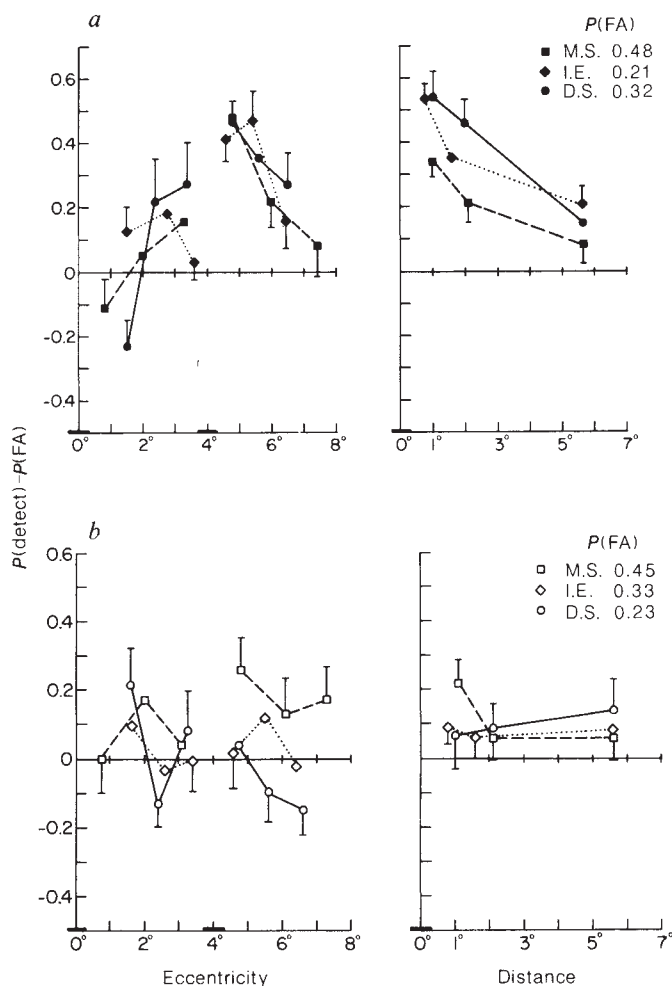 a
P(FA)
M.S. 0.48
I.E. 0.21
D.S. 0.32
0.6
0.4
0.2
0
-0.2
-0.4
0° 2° 4° 6° 8°
0° 1° 3° 5° 7°
P(detect)-P(FA)
b
P(FA)
M.S. 0.45
I.E. 0.33
D.S. 0.23
0.6
0.4
0.2
0
-0.2
-0.4
0° 2° 4° 6° 8°
0° 1° 3° 5° 7°
Eccentricity
Distance